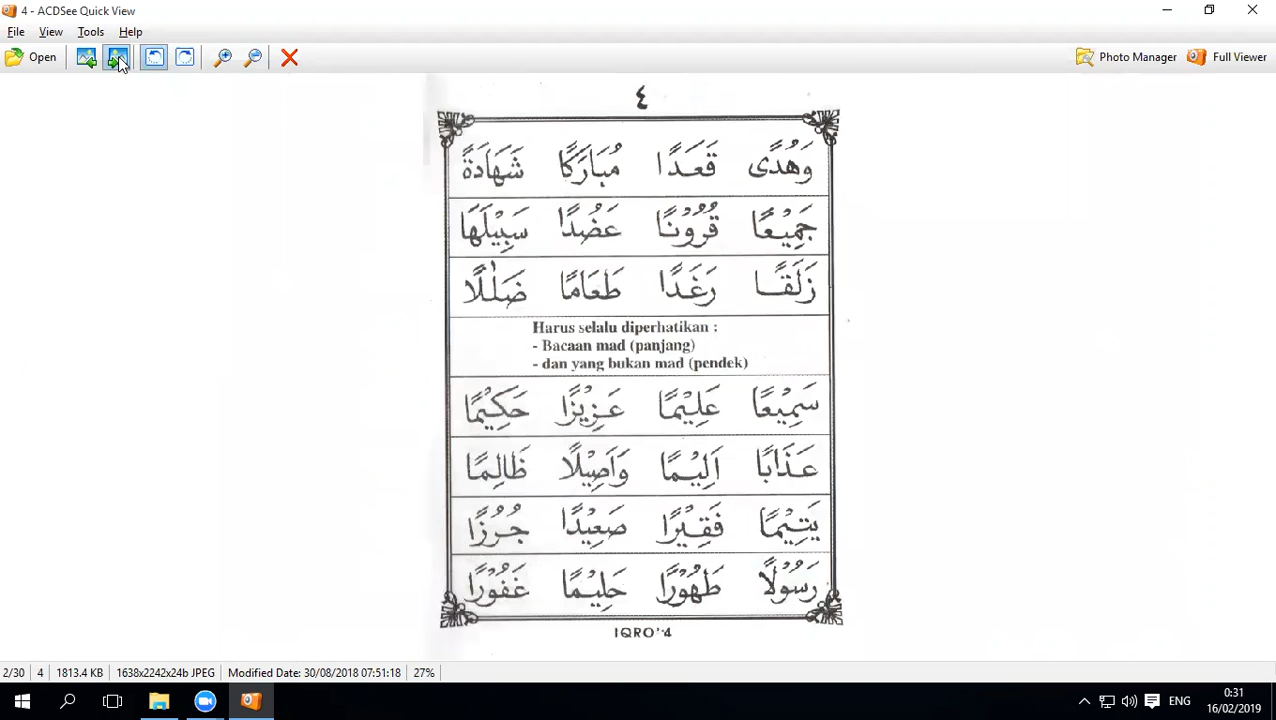 4 - ACDSee Quick View
File View Tools Help
Open
Photo Manager Full Viewer
٤
وَهُدًى قَعَدًا مُبَارَكًا شَهَادَةً
جَمِيْعًا قُرُوْنًا عَضُدًا سَبِيْلَهَا
زَلَقًا رَغَدًا طَعَامًا ضَلٰلًا
Harus selalu diperhatikan :
- Bacaan mad (panjang)
- dan yang bukan mad (pendek)
سَمِيْعًا عَلِيْمًا عَزِيْزًا حَكِيْمًا
عَذَابًا اَلِيْمًا وَاَصِيْلًا ظَالِمًا
يَتِيْمًا فَقِيْرًا صَعِيْدًا جُرُزًا
رَسُوْلًا طَهُوْرًا حَلِيْمًا غَفُوْرًا
IQRO' 4
2/30 4 1813.4 KB 1638x2242x24b JPEG Modified Date: 30/08/2018 07:51:18 27%
ENG
0:31
16/02/2019